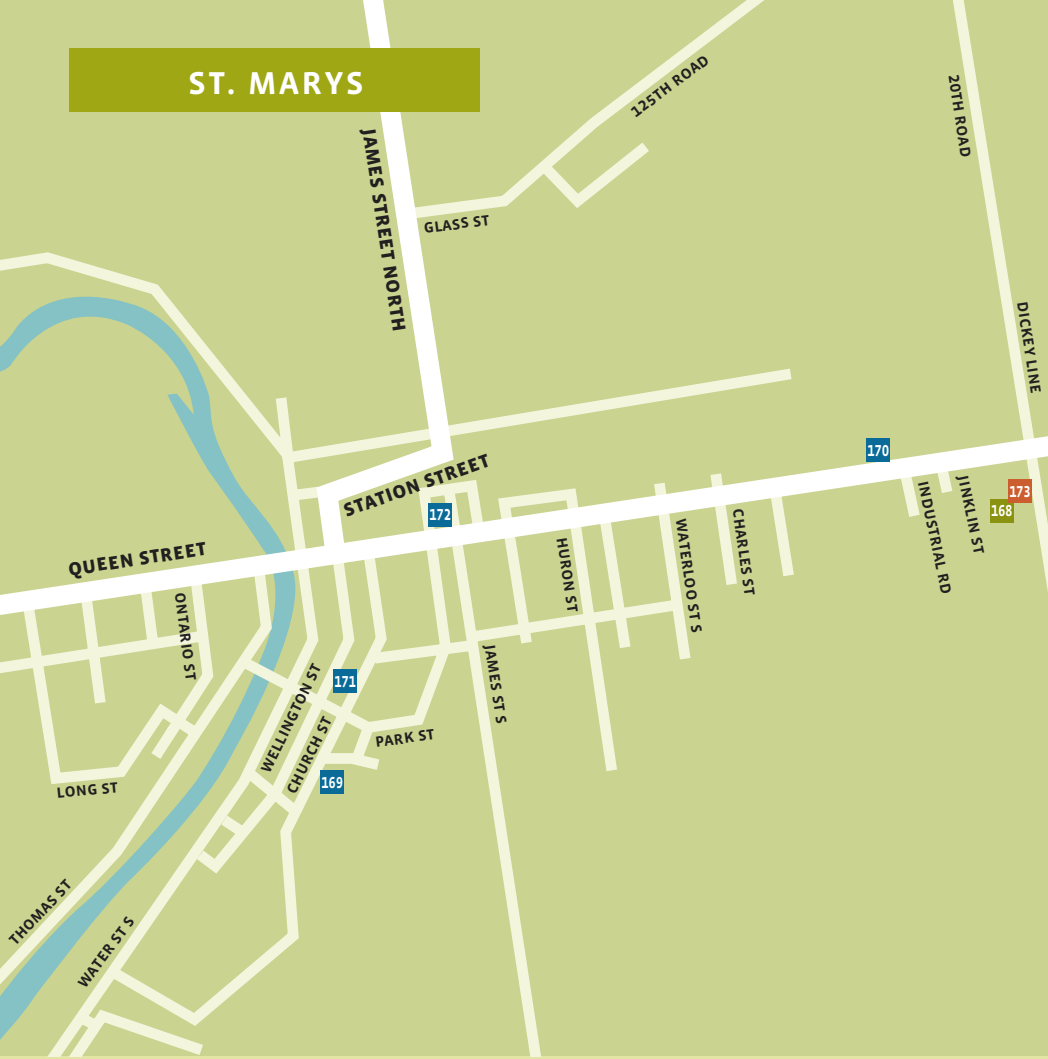 ST. MARYS
125TH ROAD
20TH ROAD
JAMES STREET NORTH
GLASS ST
DICKEY LINE
170
STATION STREET
173
168
172
INDUSTRIAL RD
JINKLIN ST
QUEEN STREET
HURON ST
WATERLOO ST S
CHARLES ST
ONTARIO ST
JAMES ST S
171
WELLINGTON ST
CHURCH ST
PARK ST
169
LONG ST
THOMAS ST
WATER ST S